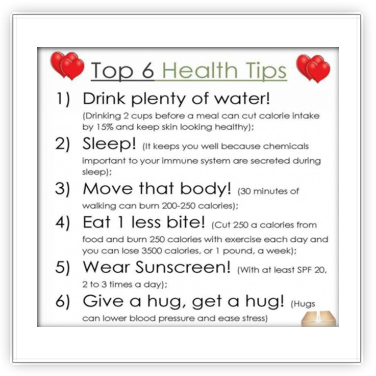 Top 6 Health Tips
1) Drink plenty of water!
(Drinking 2 cups before a meal can cut calorie intake
by 15% and keep skin looking healthy);
2) Sleep! (It keeps you well because chemicals
important to your immune system are secreted during
sleep);
3) Move that body! (30 minutes of
walking can burn 200-250 calories);
4) Eat 1 less bite! (Cut 250 a calories from
food and burn 250 calories with exercise each day and
you can lose 3500 calories, or 1 pound, a week);
5) Wear Sunscreen! (With at least SPF 20,
2 to 3 times a day);
6) Give a hug, get a hug! (Hugs
can lower blood pressure and ease stress)